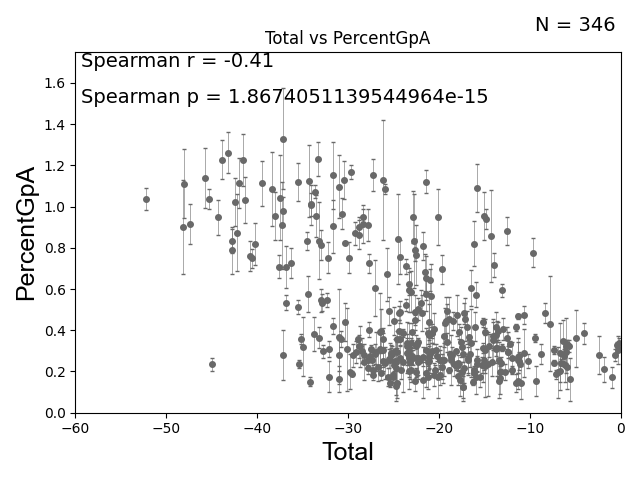 N = 346
Total vs PercentGpA
Spearman r = -0.41
Spearman p = 1.8674051139544964e-15
PercentGpA
1.6
1.4
1.2
1.0
0.8
0.6
0.4
0.2
0.0
−60 −50 −40 −30 −20 −10 0
Total